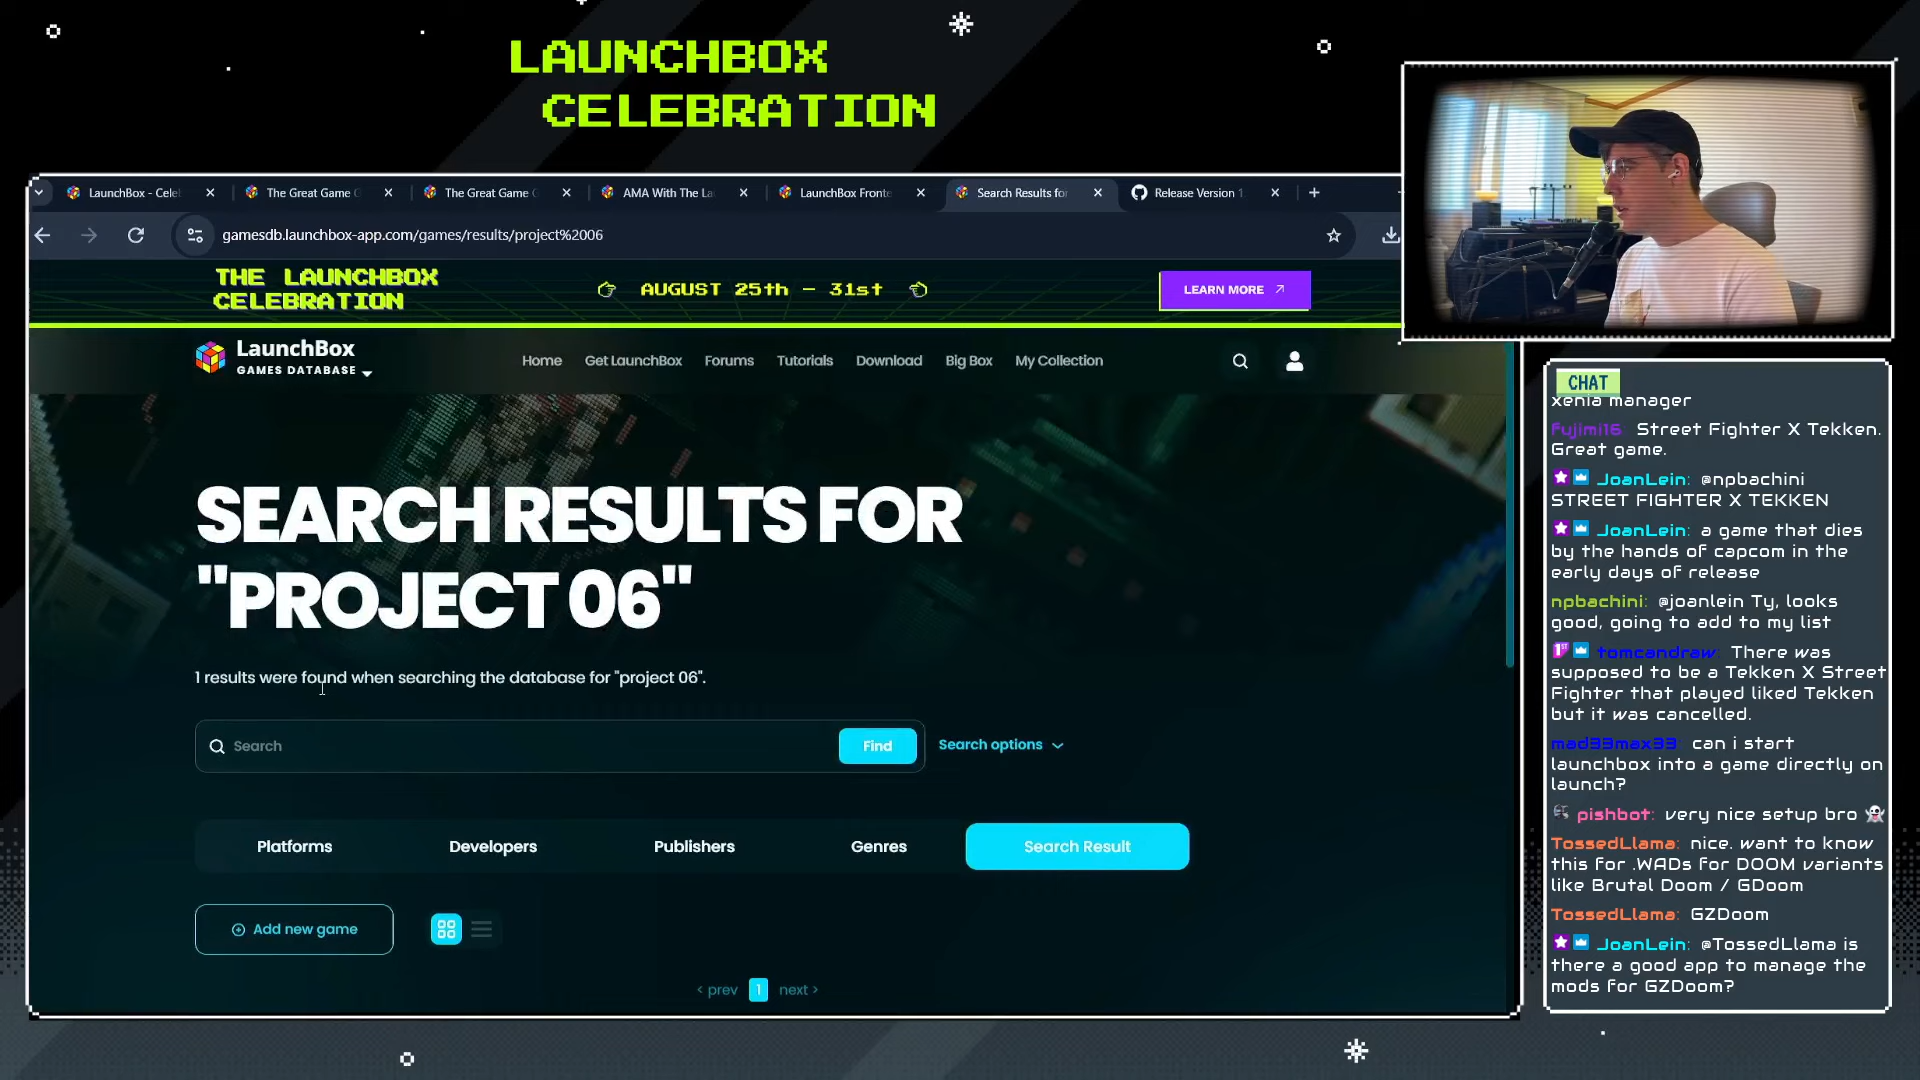 LAUNCHBOX
CELEBRATION
LaunchBox - Cele
The Great Game
The Great Game
AMA With The La
LaunchBox Fronte
Search Results for
Release Version 1
gamesdb.launchbox-app.com/games/results/project%2006
THE LAUNCHBOX
CELEBRATION
AUGUST 25th - 31st
LEARN MORE
LaunchBox
GAMES DATABASE
Home
Get LaunchBox
Forums
Tutorials
Download
Big Box
My Collection
SEARCH RESULTS FOR
"PROJECT 06"
1 results were found when searching the database for "project 06".
Search
Find
Search options
Platforms
Developers
Publishers
Genres
Search Result
Add new game
< prev
1
next >
CHAT
xenia manager
Fujimi16: Street Fighter X Tekken.
Great game.
JoanLein: @npbachini
STREET FIGHTER X TEKKEN
JoanLein: a game that dies
by the hands of capcom in the
early days of release
npbachini: @joanlein Ty, looks
good, going to add to my list
1ST tomcandraw: There was
supposed to be a Tekken X Street
Fighter that played liked Tekken
but it was cancelled.
mad33max33: can i start
launchbox into a game directly on
launch?
pishbot: very nice setup bro
TossedLlama: nice. want to know
this for .WADs for DOOM variants
like Brutal Doom / GDoom
TossedLlama: GZDoom
JoanLein: @TossedLlama is
there a good app to manage the
mods for GZDoom?